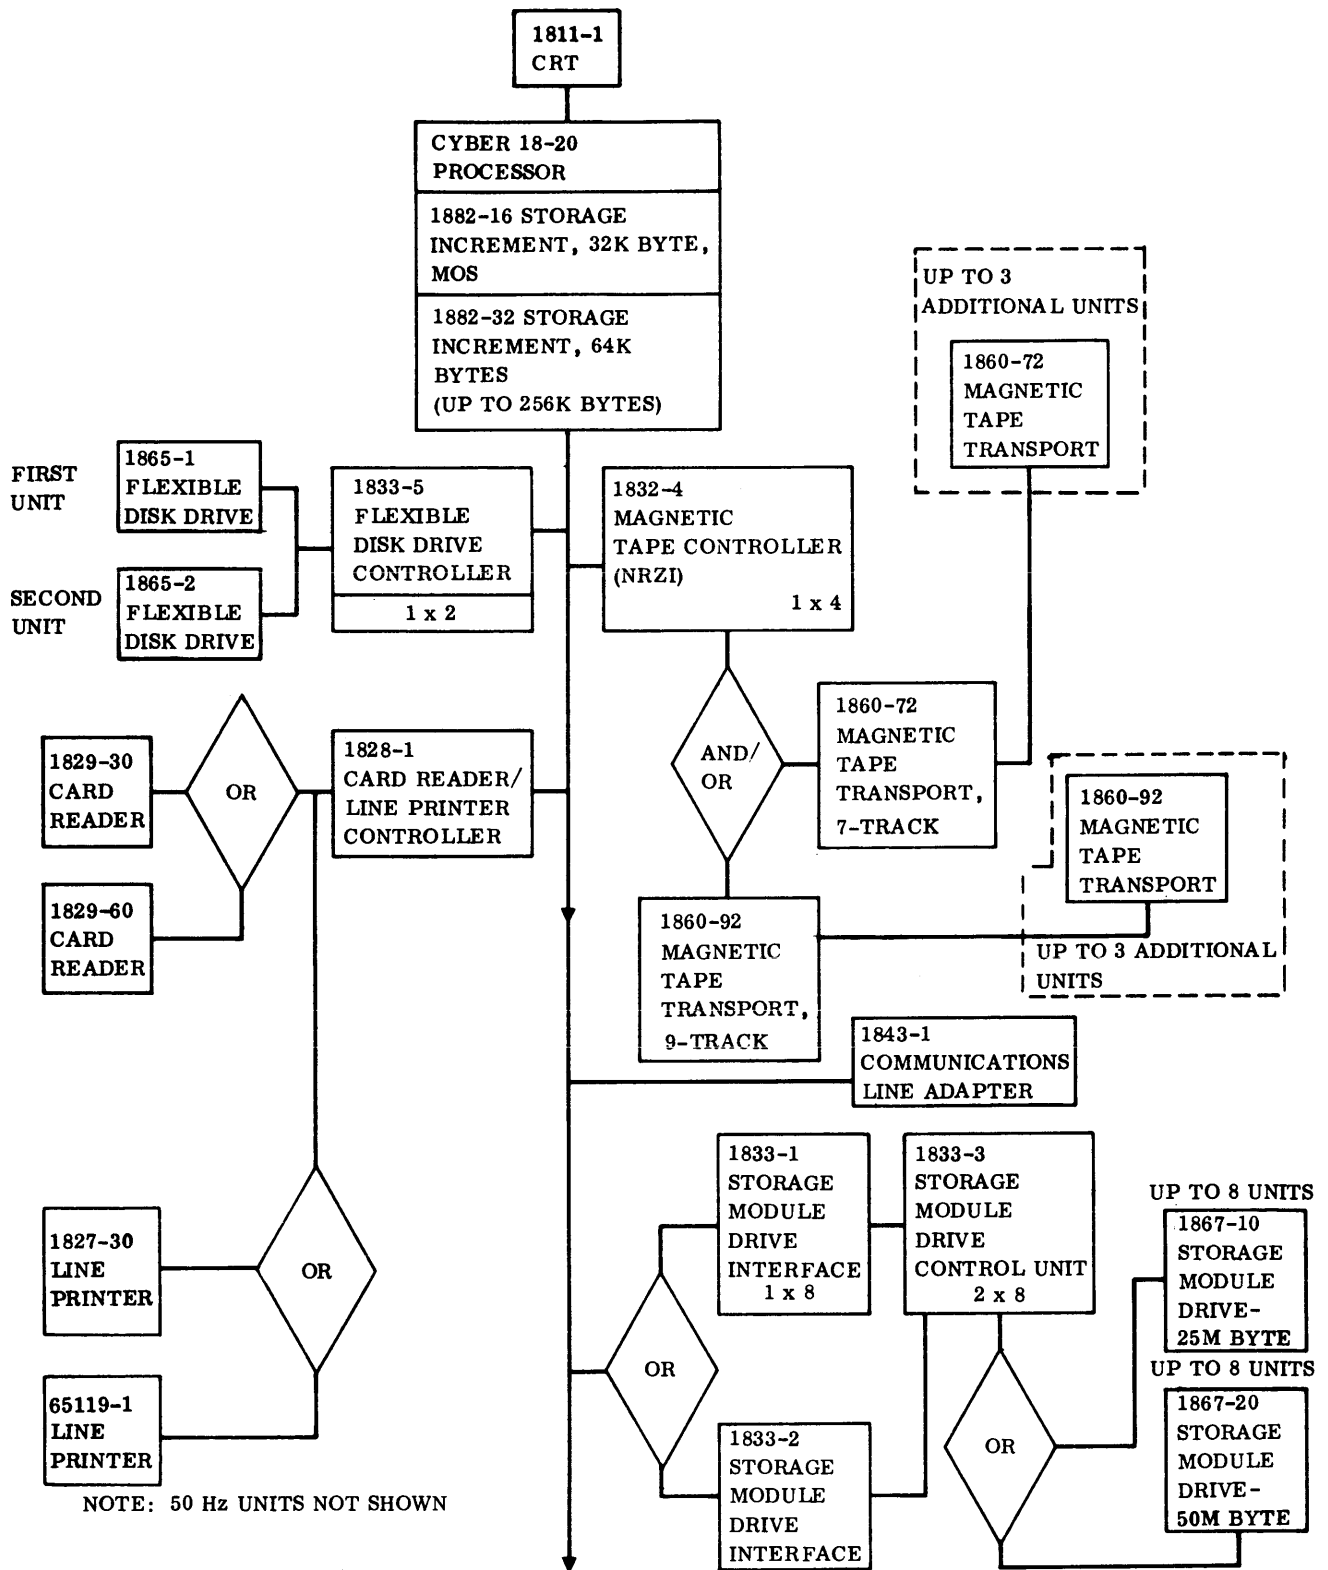 1811-1
CRT
CYBER 18-20
PROCESSOR
1882-16 STORAGE
INCREMENT, 32K BYTE,
MOS
1882-32 STORAGE
INCREMENT, 64K
BYTES
(UP TO 256K BYTES)
UP TO 3
ADDITIONAL UNITS
1860-72
MAGNETIC
TAPE
TRANSPORT
FIRST
UNIT
1865-1
FLEXIBLE
DISK DRIVE
SECOND
UNIT
1865-2
FLEXIBLE
DISK DRIVE
1833-5
FLEXIBLE
DISK DRIVE
CONTROLLER
1 x 2
1832-4
MAGNETIC
TAPE CONTROLLER
(NRZI)
1 x 4
AND/
OR
1860-72
MAGNETIC
TAPE
TRANSPORT,
7-TRACK
1860-92
MAGNETIC
TAPE
TRANSPORT
UP TO 3 ADDITIONAL
UNITS
1860-92
MAGNETIC
TAPE
TRANSPORT,
9-TRACK
1829-30
CARD
READER
OR
1828-1
CARD READER/
LINE PRINTER
CONTROLLER
1829-60
CARD
READER
1843-1
COMMUNICATIONS
LINE ADAPTER
1827-30
LINE
PRINTER
OR
65119-1
LINE
PRINTER
OR
1833-1
STORAGE
MODULE
DRIVE
INTERFACE
1 x 8
1833-3
STORAGE
MODULE
DRIVE
CONTROL UNIT
2 x 8
1833-2
STORAGE
MODULE
DRIVE
INTERFACE
OR
UP TO 8 UNITS
1867-10
STORAGE
MODULE
DRIVE-
25M BYTE
UP TO 8 UNITS
1867-20
STORAGE
MODULE
DRIVE-
50M BYTE
NOTE: 50 Hz UNITS NOT SHOWN